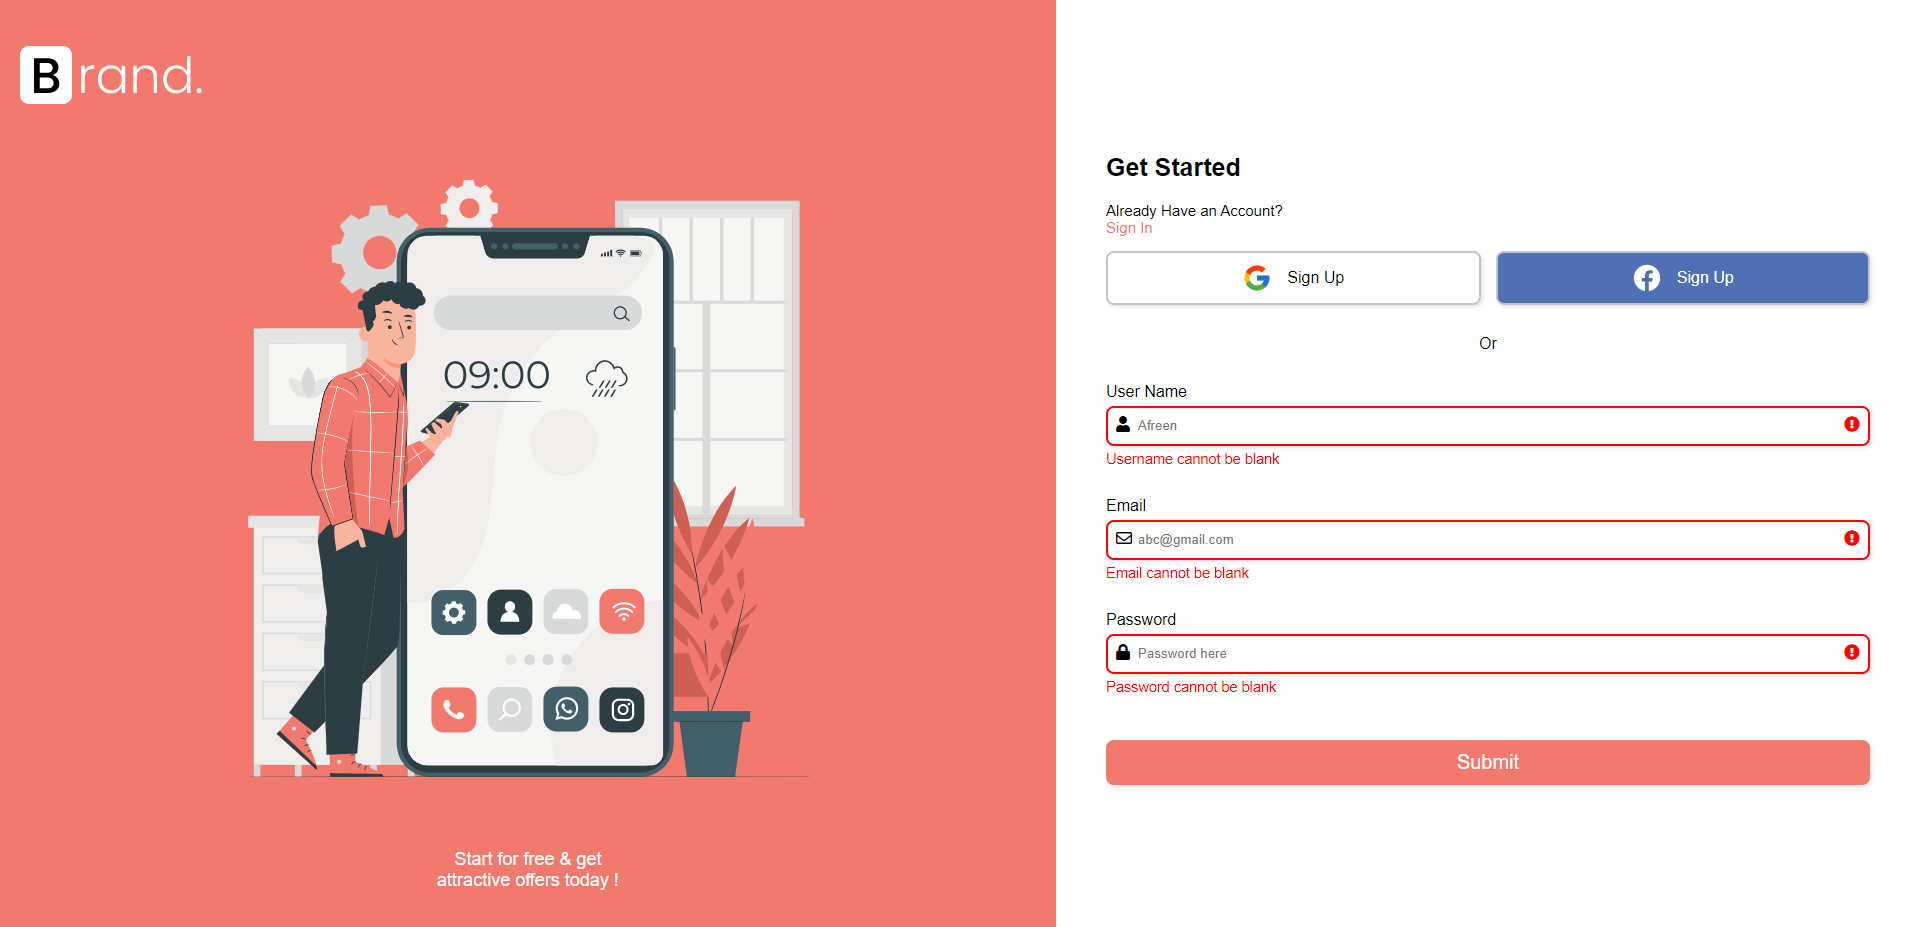 Brand.
09:00
Start for free & get
attractive offers today !
Get Started
Already Have an Account?
Sign In
Sign Up
Sign Up
Or
User Name
Afreen
Username cannot be blank
Email
abc@gmail.com
Email cannot be blank
Password
Password here
Password cannot be blank
Submit